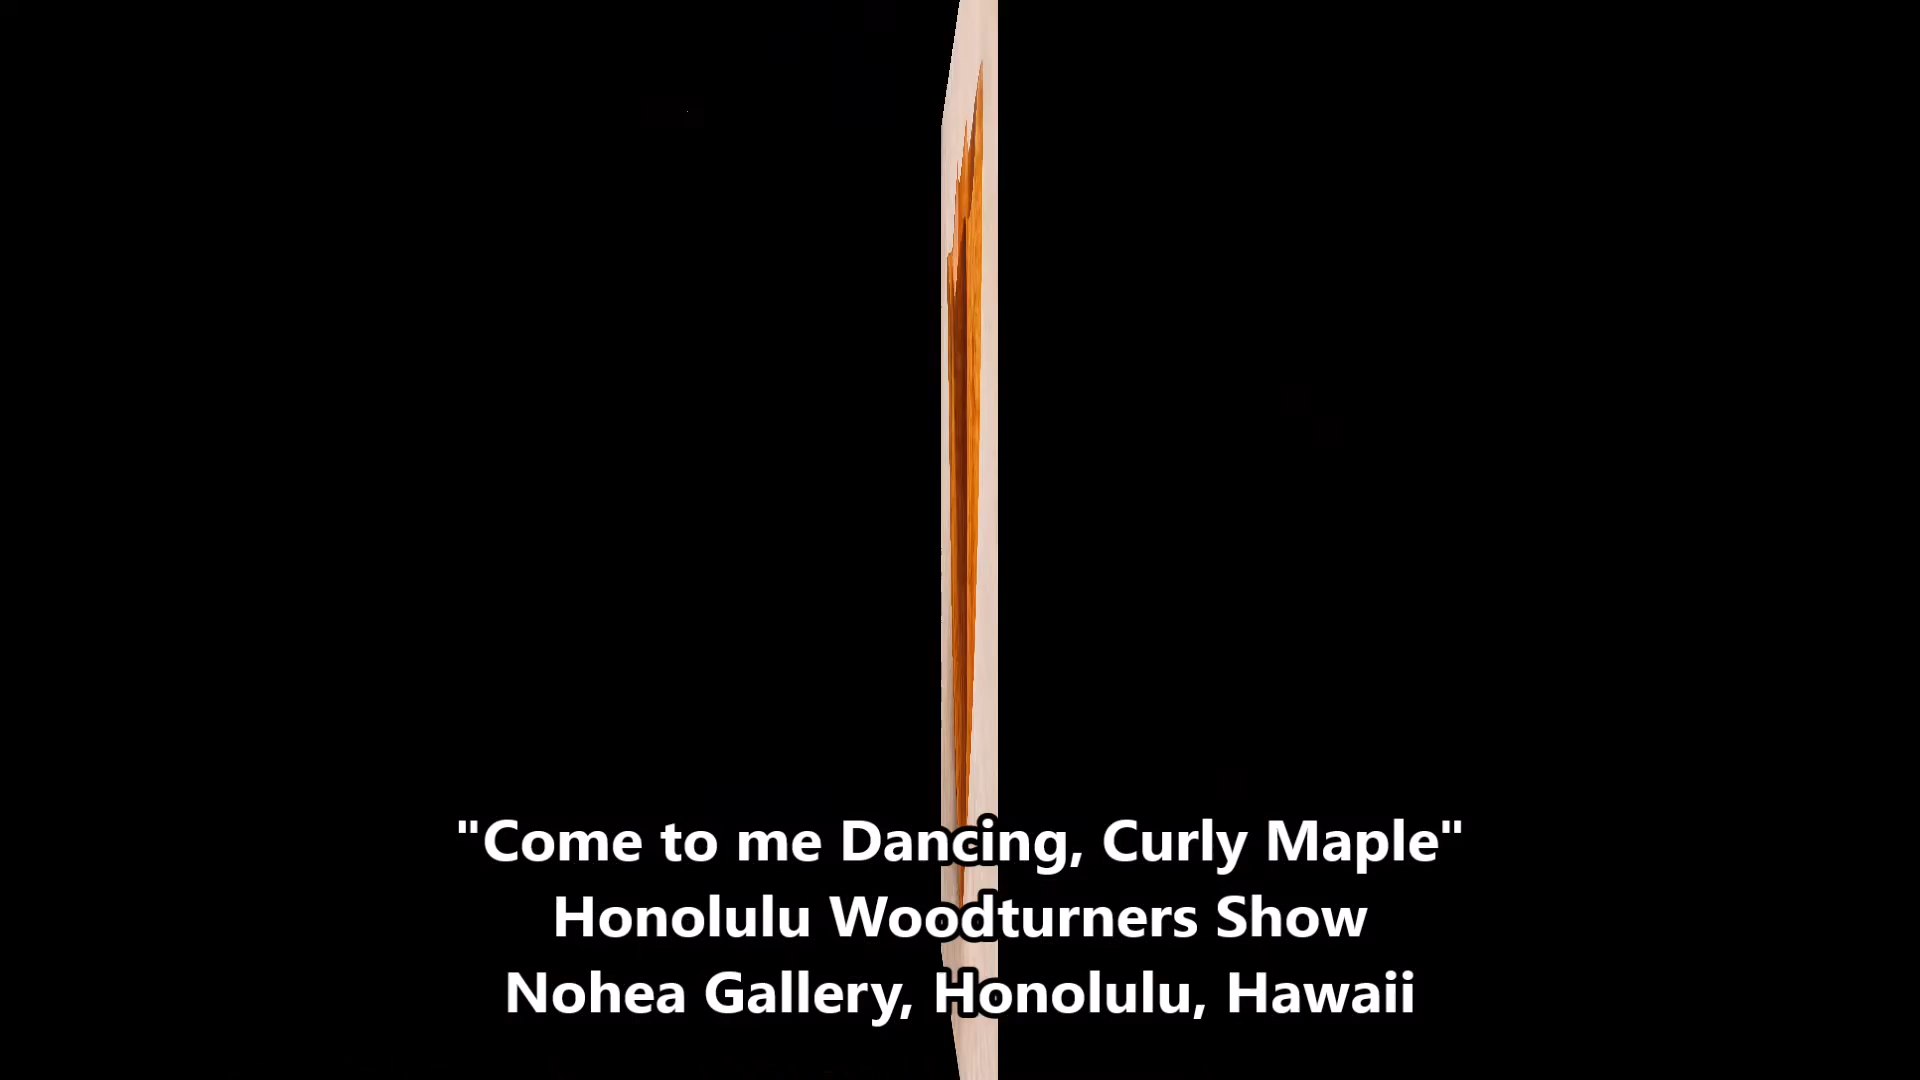 "Come to me Dancing, Curly Maple"
Honolulu Woodturners Show
Nohea Gallery, Honolulu, Hawaii